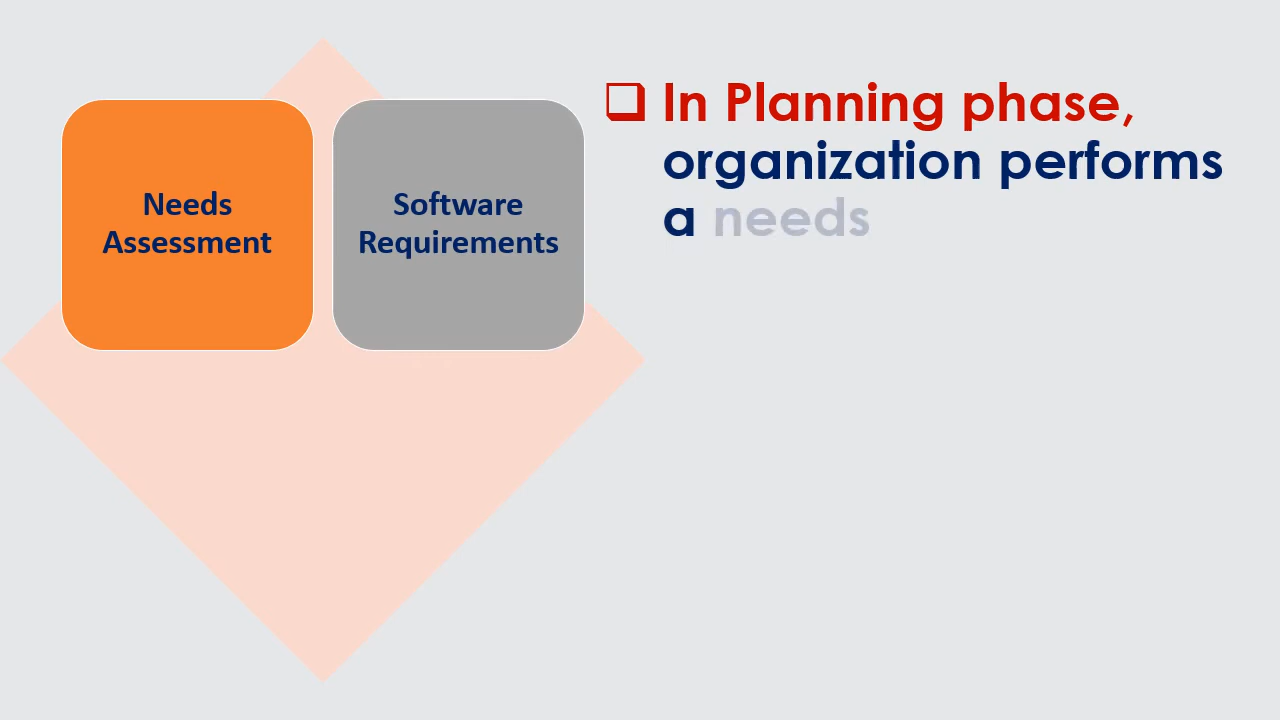 Needs
Assessment
Software
Requirements
In Planning phase,
organization performs
a needs